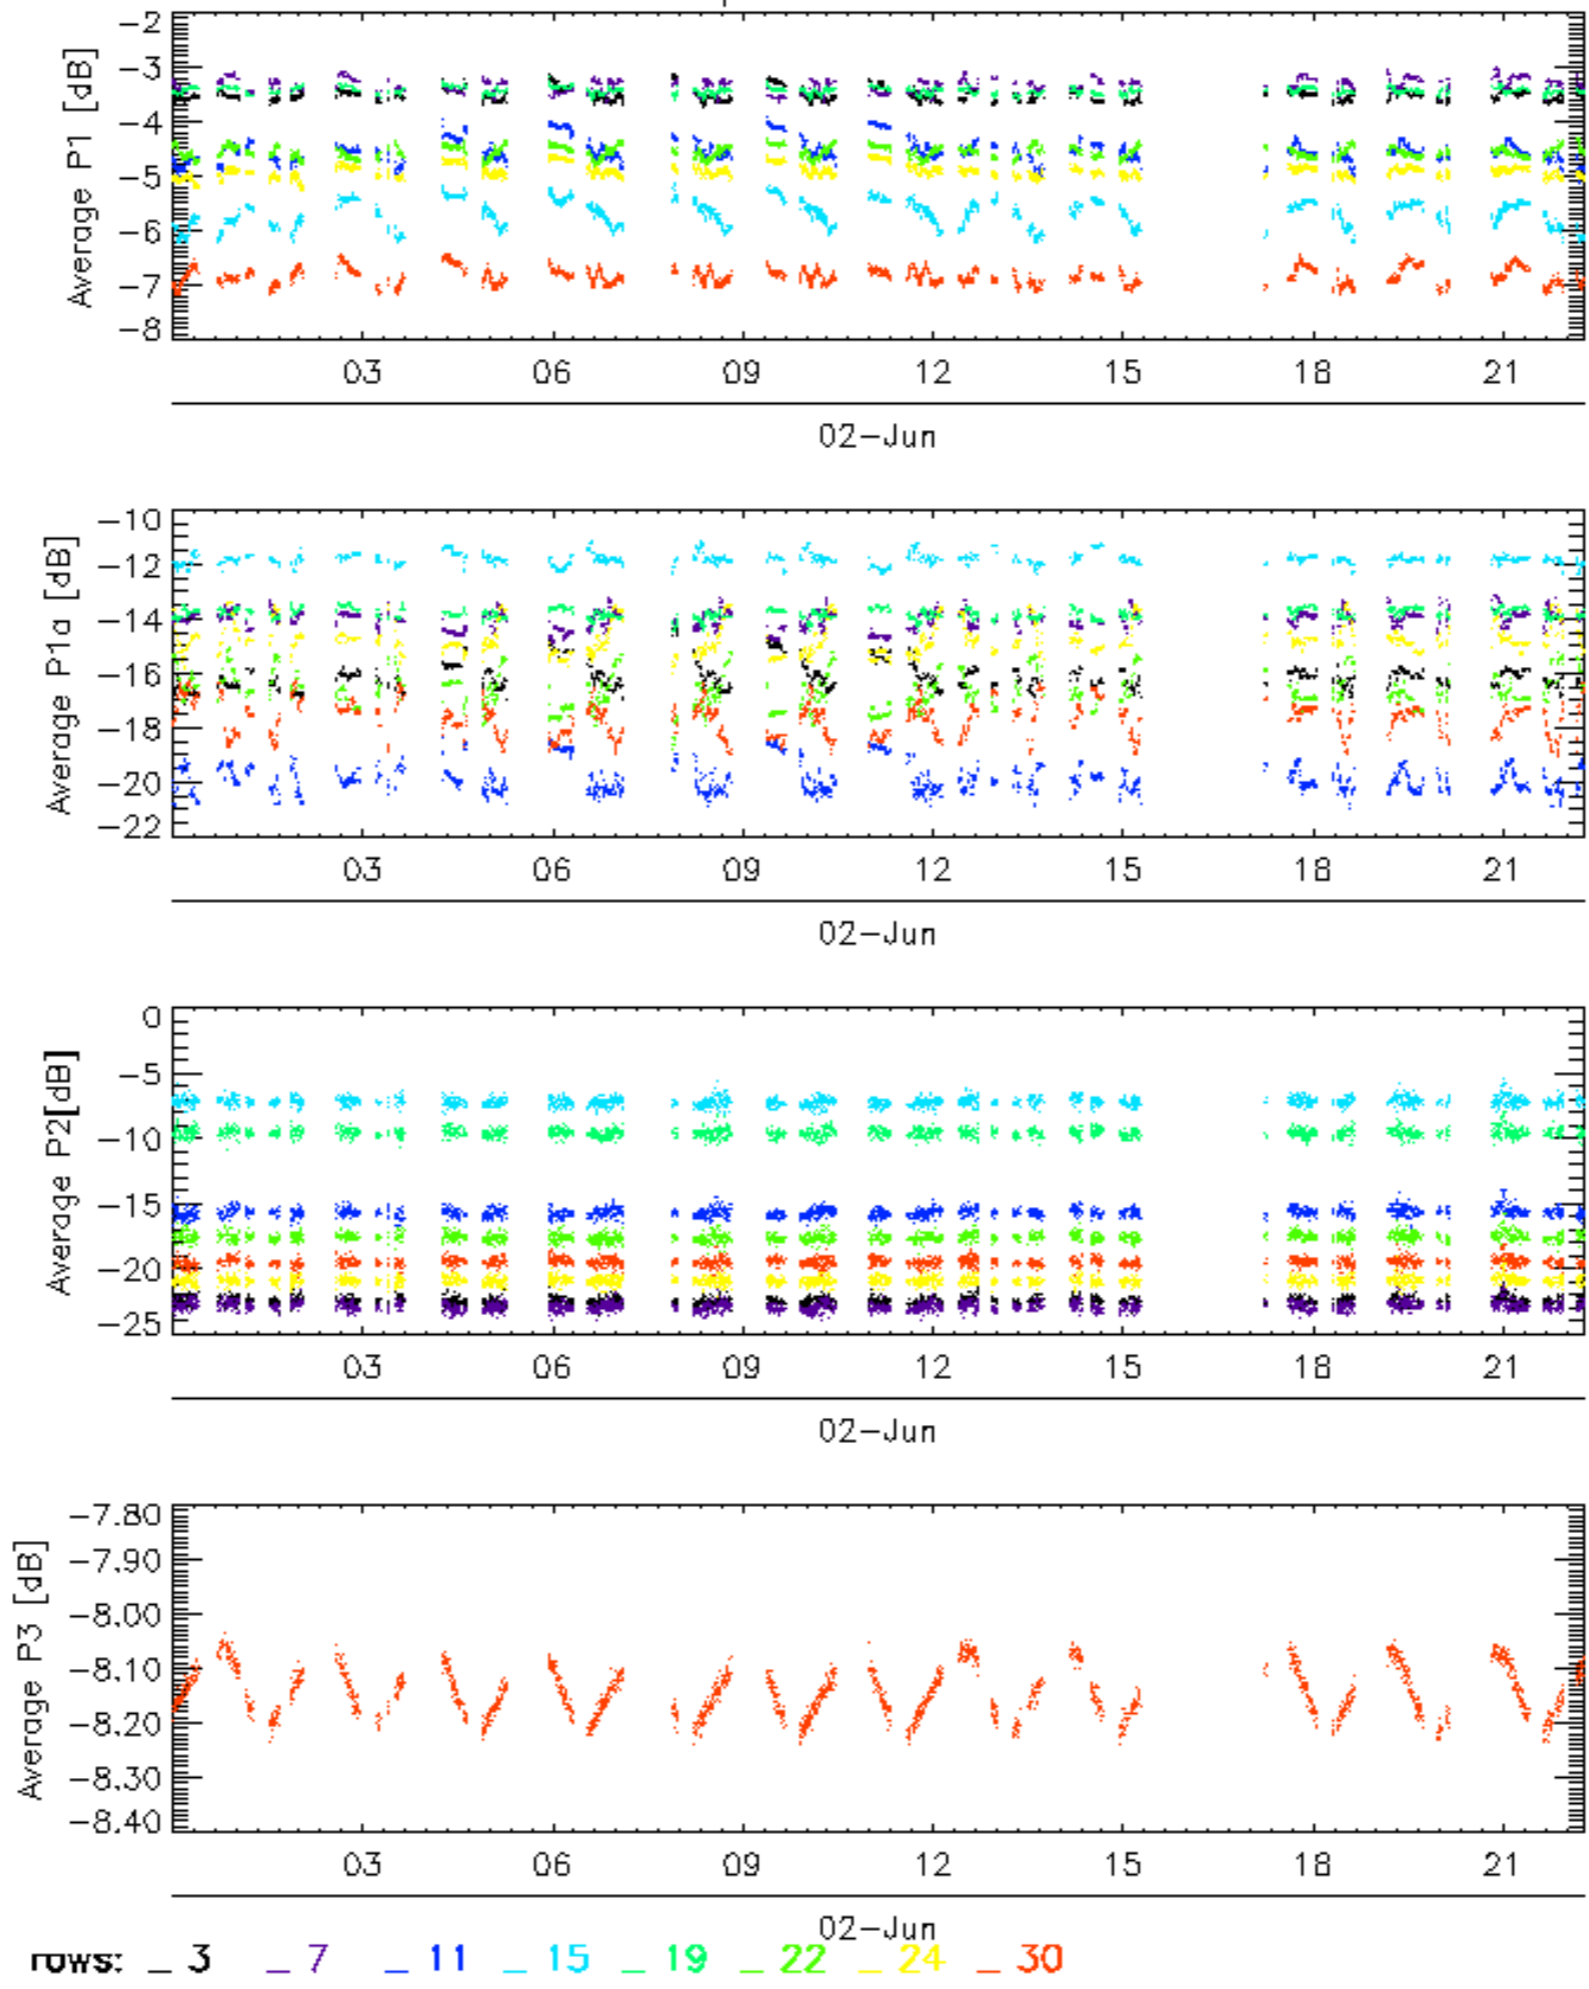 Average P1 [dB]
-2
-3
-4
-5
-6
-7
-8
03 06 09 12 15 18 21
02-Jun
Average P1a [dB]
-10
-12
-14
-16
-18
-20
-22
03 06 09 12 15 18 21
02-Jun
Average P2[dB]
0
-5
-10
-15
-20
-25
03 06 09 12 15 18 21
02-Jun
Average P3 [dB]
-7.80
-7.90
-8.00
-8.10
-8.20
-8.30
-8.40
03 06 09 12 15 18 21
02-Jun
rows: _ 3 _ 7 _ 11 _ 15 _ 19 _ 22 _ 24 _ 30